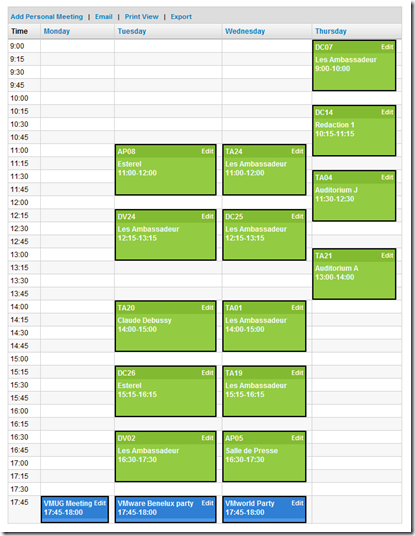 Add Personal Meeting | Email | Print View | Export
Time Monday Tuesday Wednesday Thursday
9:00
9:15
9:30
9:45
10:00
10:15
10:30
10:45
11:00
11:15
11:30
11:45
12:00
12:15
12:30
12:45
13:00
13:15
13:30
13:45
14:00
14:15
14:30
14:45
15:00
15:15
15:30
15:45
16:00
16:15
16:30
16:45
17:00
17:15
17:30
17:45
VMUG Meeting Edit
17:45-18:00
AP08 Edit
Esterel
11:00-12:00
DV24 Edit
Les Ambassadeur
12:15-13:15
TA20 Edit
Claude Debussy
14:00-15:00
DC26 Edit
Esterel
15:15-16:15
DV02 Edit
Les Ambassadeur
16:30-17:30
VMware Benelux party Edit
17:45-18:00
TA24 Edit
Les Ambassadeur
11:00-12:00
DC25 Edit
Les Ambassadeur
12:15-13:15
TA01 Edit
Les Ambassadeur
14:00-15:00
TA19 Edit
Les Ambassadeur
15:15-16:15
AP05 Edit
Salle de Presse
16:30-17:30
VMworld Party Edit
17:45-18:00
DC07 Edit
Les Ambassadeur
9:00-10:00
DC14 Edit
Redaction 1
10:15-11:15
TA04 Edit
Auditorium J
11:30-12:30
TA21 Edit
Auditorium A
13:00-14:00